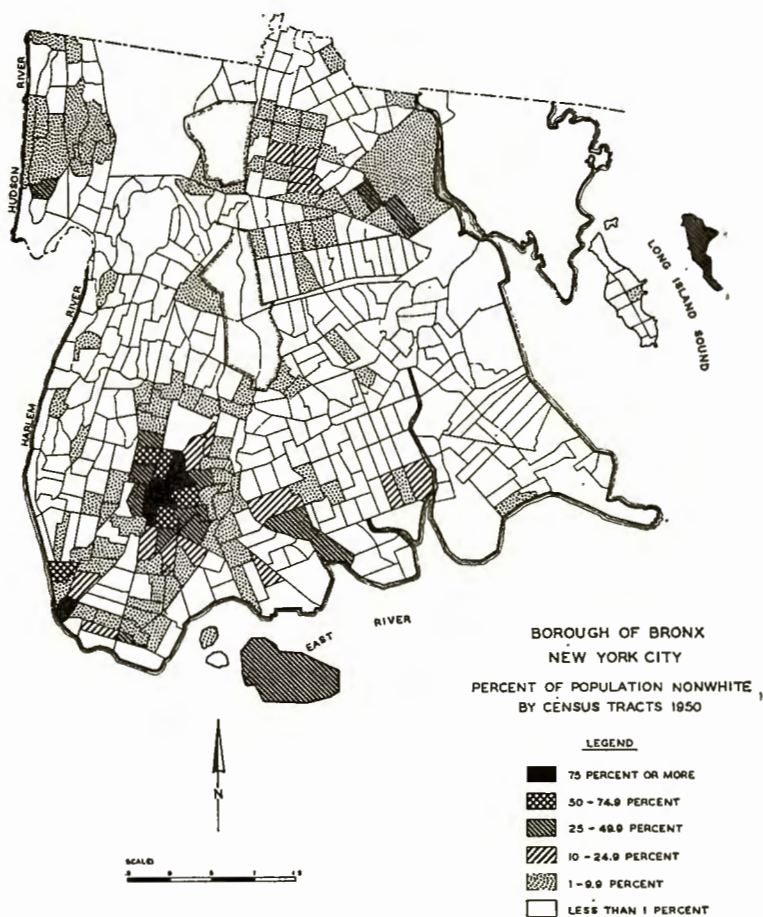 HUDSON
RIVER
HARLEM
RIVER
LONG ISLAND SOUND
EAST RIVER
BOROUGH OF BRONX
NEW YORK CITY
PERCENT OF POPULATION NONWHITE,
BY CENSUS TRACTS 1950
LEGEND
75 PERCENT OR MORE
50 - 74.9 PERCENT
25 - 49.9 PERCENT
10 - 24.9 PERCENT
1 - 9.9 PERCENT
LESS THAN 1 PERCENT
N